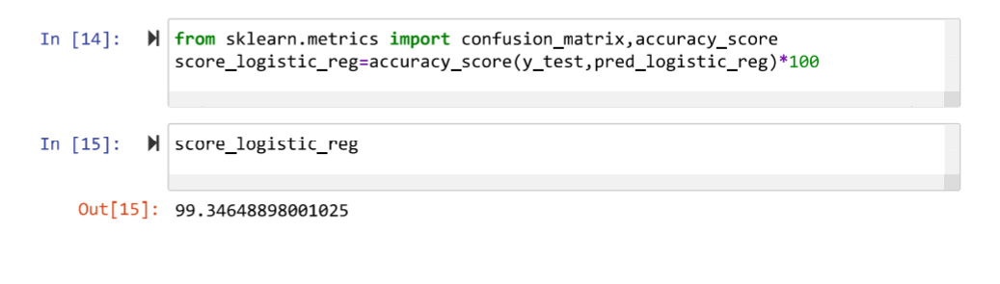 In [14]: from sklearn.metrics import confusion_matrix,accuracy_score
score_logistic_reg=accuracy_score(y_test,pred_logistic_reg)*100
In [15]: score_logistic_reg
Out[15]: 99.34648898001025